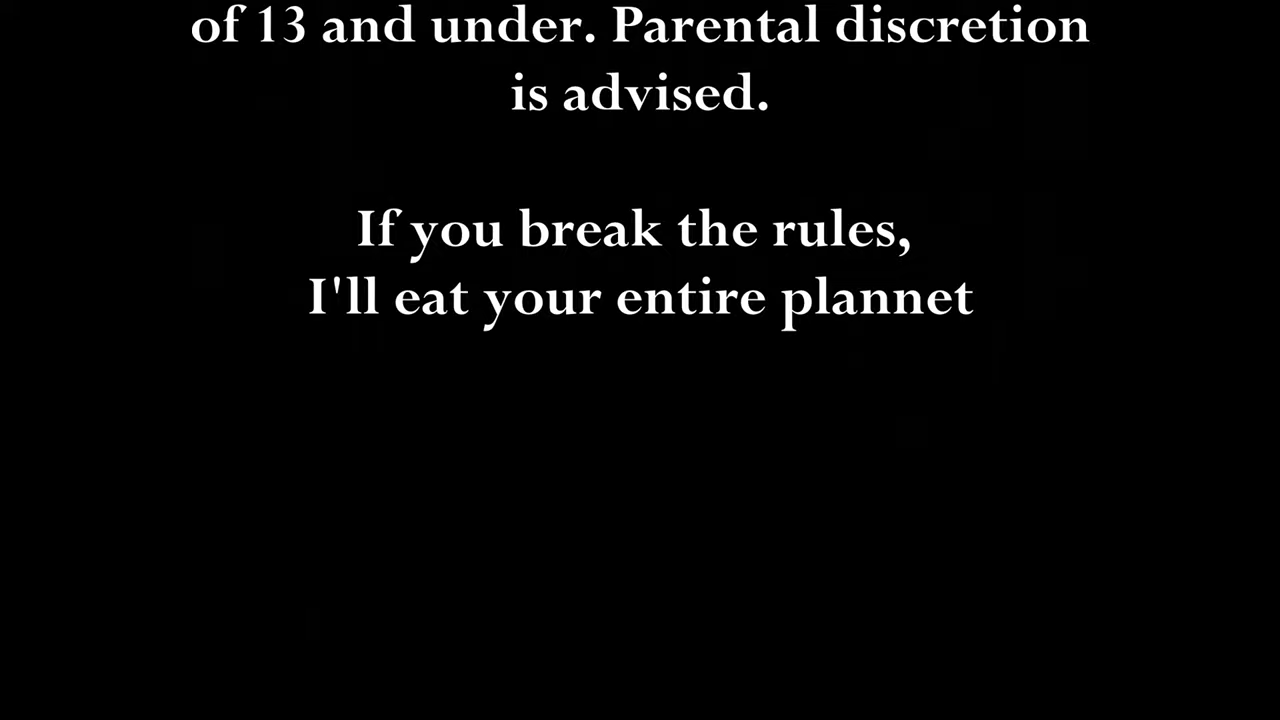 of 13 and under. Parental discretion
is advised.
If you break the rules,
I'll eat your entire plannet